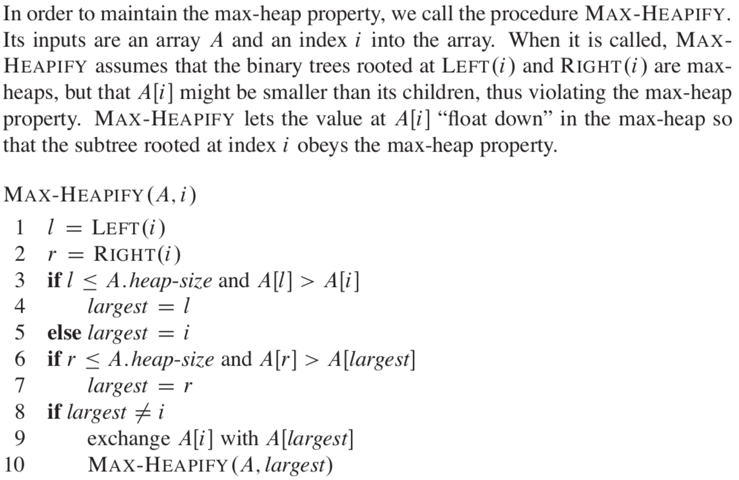 In order to maintain the max-heap property, we call the procedure MAX-HEAPIFY.
Its inputs are an array A and an index i into the array. When it is called, MAX-
HEAPIFY assumes that the binary trees rooted at LEFT(i) and RIGHT(i) are max-
heaps, but that A[i] might be smaller than its children, thus violating the max-heap
property. MAX-HEAPIFY lets the value at A[i] “float down” in the max-heap so
that the subtree rooted at index i obeys the max-heap property.
MAX-HEAPIFY(A, i)
1 l = LEFT(i)
2 r = RIGHT(i)
3 if l ≤ A.heap-size and A[l] > A[i]
4 largest = l
5 else largest = i
6 if r ≤ A.heap-size and A[r] > A[largest]
7 largest = r
8 if largest ≠ i
9 exchange A[i] with A[largest]
10 MAX-HEAPIFY(A, largest)